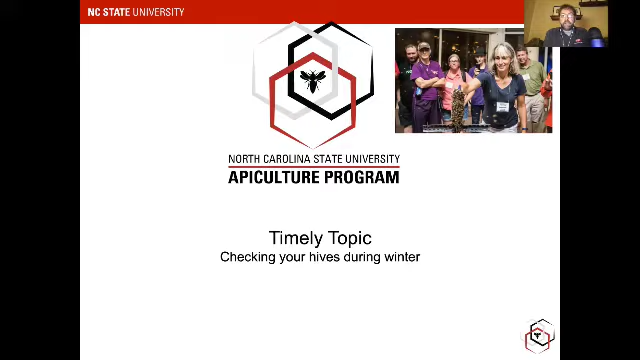 NC STATE UNIVERSITY
NORTH CAROLINA STATE UNIVERSITY
APICULTURE PROGRAM
Timely Topic
Checking your hives during winter